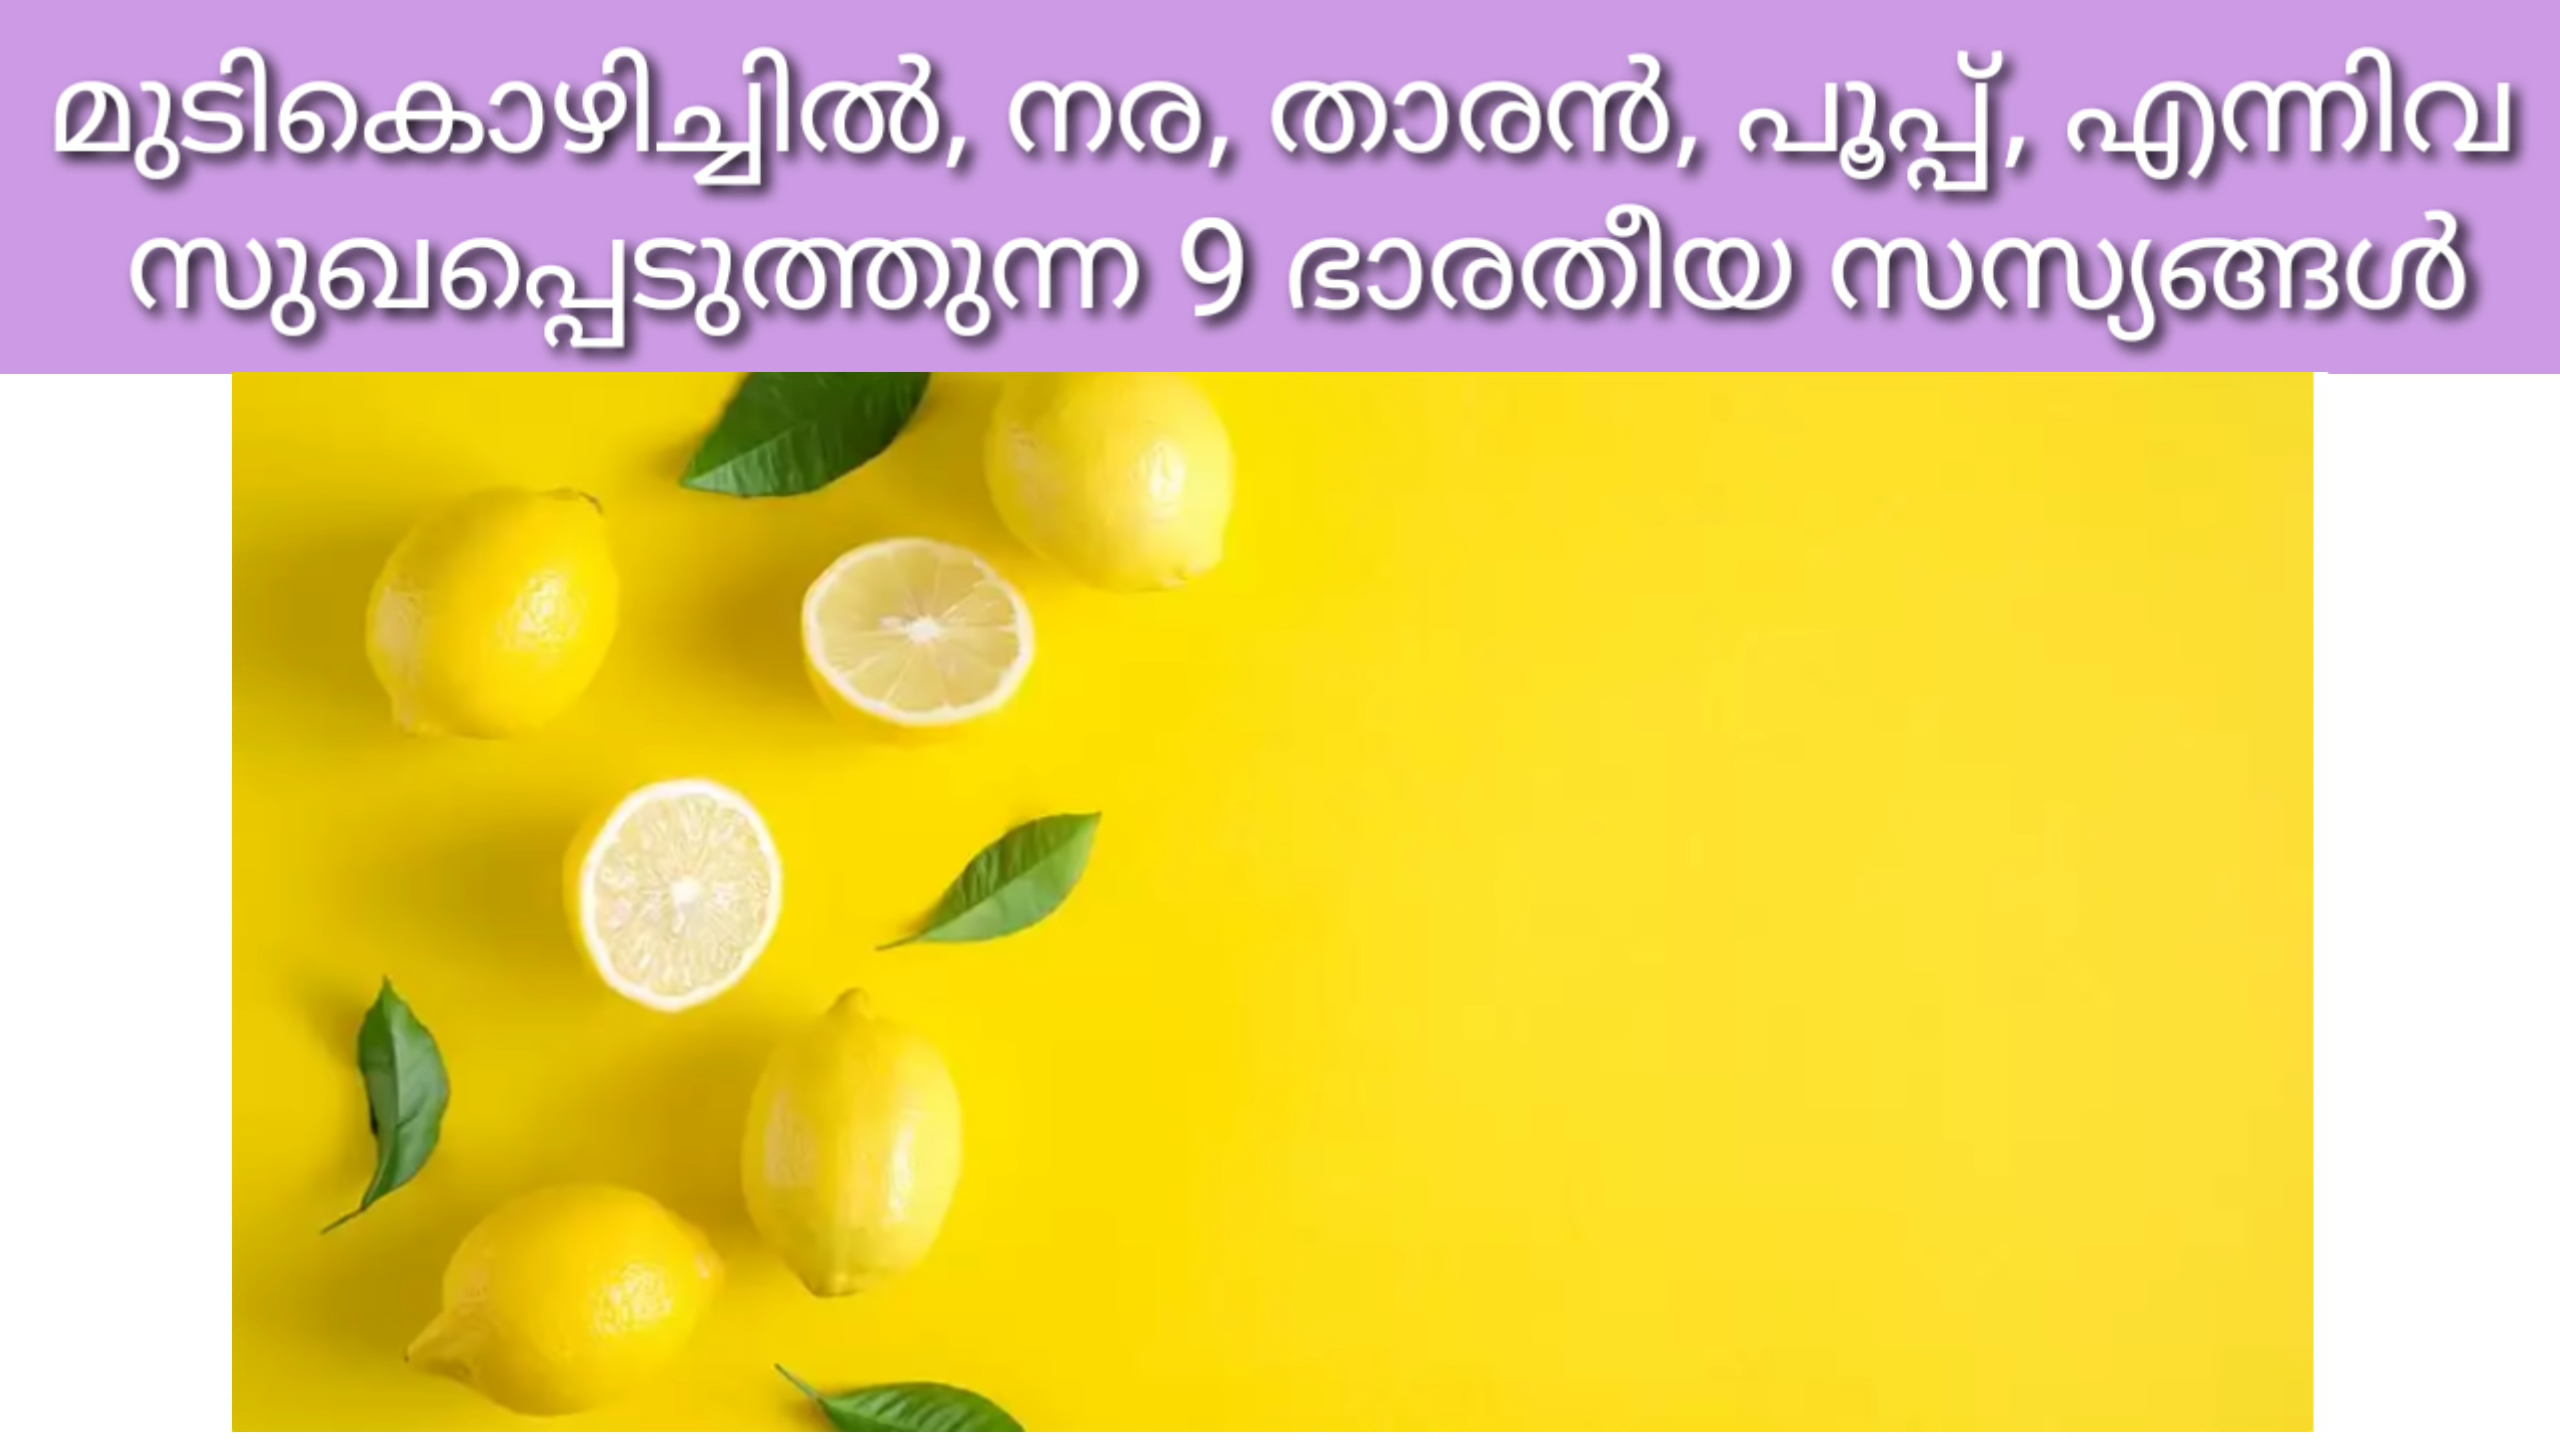 മുടികൊഴിച്ചിൽ, നര, താരൻ, പൂപ്പ്, എന്നിവ
സുഖപ്പെടുത്തുന്ന 9 ഭാരതീയ സസ്യങ്ങൾ